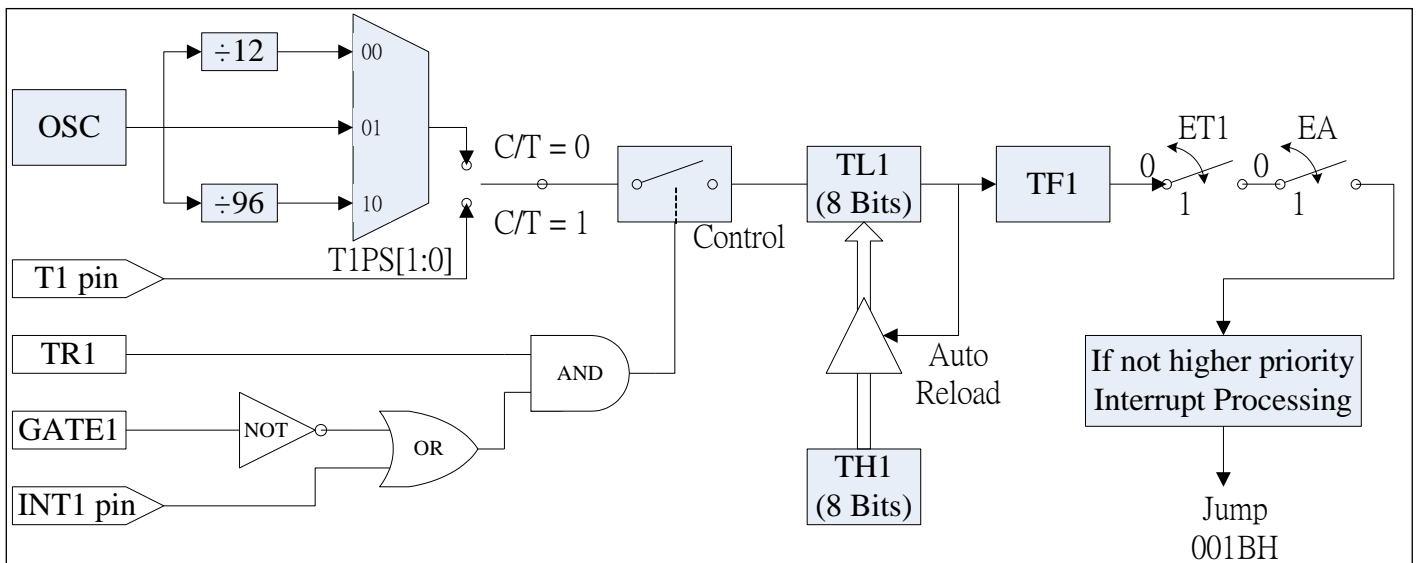 ÷12
00
OSC
01
C/T = 0
ET1
EA
0
1
0
1
TL1
(8 Bits)
TF1
÷96
10
C/T = 1
Control
T1PS[1:0]
T1 pin
TR1
AND
Auto
Reload
If not higher priority
Interrupt Processing
GATE1
NOT
OR
TH1
(8 Bits)
INT1 pin
Jump
001BH